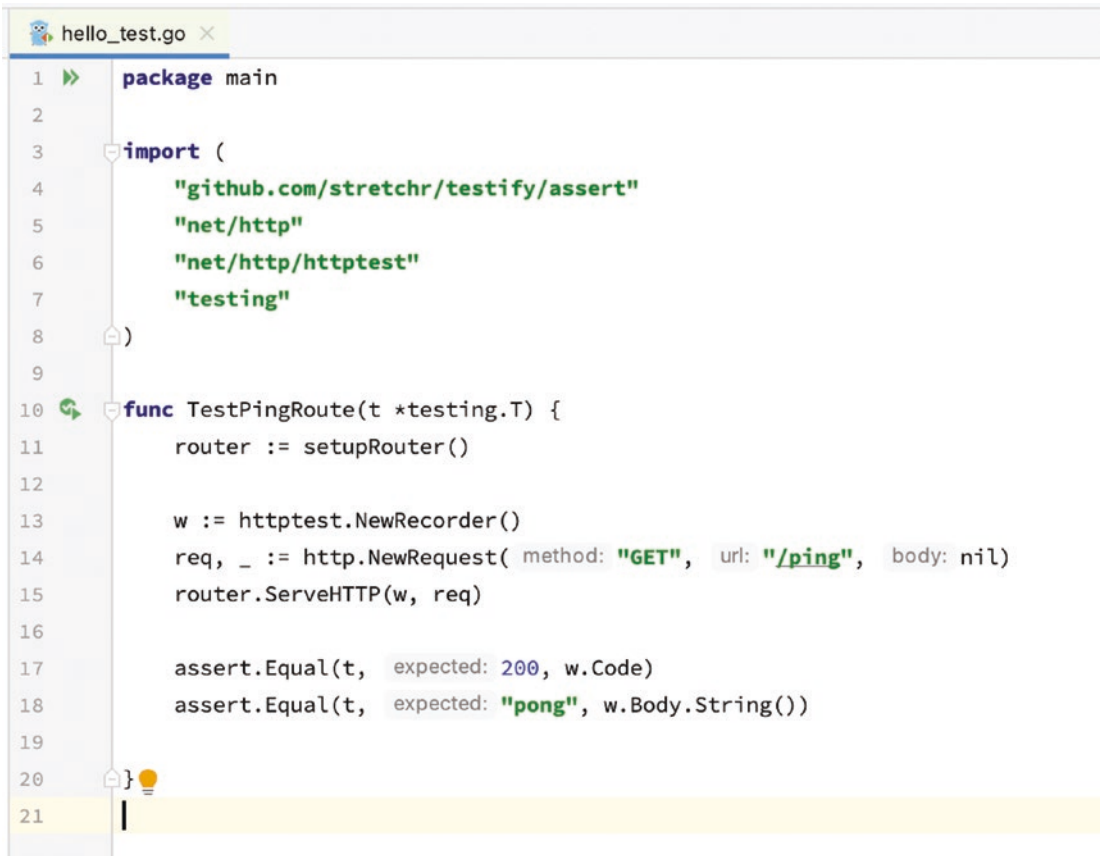 hello_test.go ×
1 package main
2
3 import (
4 "github.com/stretchr/testify/assert"
5 "net/http"
6 "net/http/httptest"
7 "testing"
8 )
9
10 func TestPingRoute(t *testing.T) {
11 router := setupRouter()
12
13 w := httptest.NewRecorder()
14 req, _ := http.NewRequest( method: "GET", url: "/ping", body: nil)
15 router.ServeHTTP(w, req)
16
17 assert.Equal(t, expected: 200, w.Code)
18 assert.Equal(t, expected: "pong", w.Body.String())
19
20 }
21